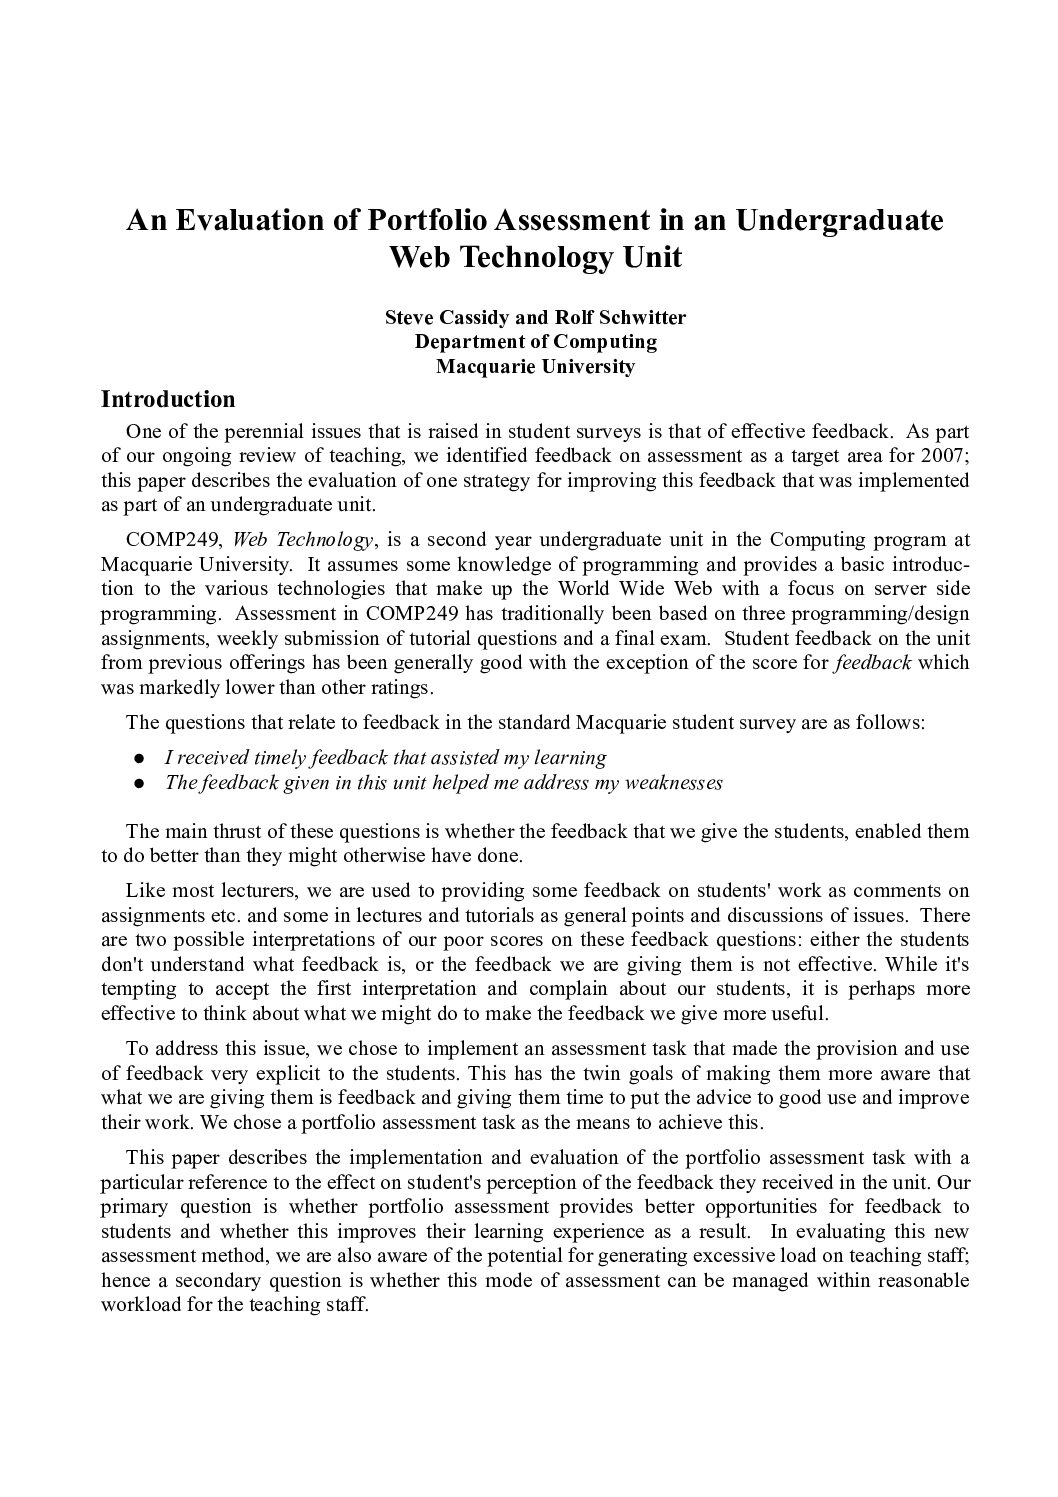 An Evaluation of Portfolio Assessment in an Undergraduate
Web Technology Unit
Steve Cassidy and Rolf Schwitter
Department of Computing
Macquarie University
Introduction
One of the perennial issues that is raised in student surveys is that of effective feedback. As part
of our ongoing review of teaching, we identified feedback on assessment as a target area for 2007;
this paper describes the evaluation of one strategy for improving this feedback that was implemented
as part of an undergraduate unit.
COMP249, Web Technology, is a second year undergraduate unit in the Computing program at
Macquarie University. It assumes some knowledge of programming and provides a basic introduc-
tion to the various technologies that make up the World Wide Web with a focus on server side
programming. Assessment in COMP249 has traditionally been based on three programming/design
assignments, weekly submission of tutorial questions and a final exam. Student feedback on the unit
from previous offerings has been generally good with the exception of the score for feedback which
was markedly lower than other ratings.
The questions that relate to feedback in the standard Macquarie student survey are as follows:
● I received timely feedback that assisted my learning
● The feedback given in this unit helped me address my weaknesses
The main thrust of these questions is whether the feedback that we give the students, enabled them
to do better than they might otherwise have done.
Like most lecturers, we are used to providing some feedback on students' work as comments on
assignments etc. and some in lectures and tutorials as general points and discussions of issues. There
are two possible interpretations of our poor scores on these feedback questions: either the students
don't understand what feedback is, or the feedback we are giving them is not effective. While it's
tempting to accept the first interpretation and complain about our students, it is perhaps more
effective to think about what we might do to make the feedback we give more useful.
To address this issue, we chose to implement an assessment task that made the provision and use
of feedback very explicit to the students. This has the twin goals of making them more aware that
what we are giving them is feedback and giving them time to put the advice to good use and improve
their work. We chose a portfolio assessment task as the means to achieve this.
This paper describes the implementation and evaluation of the portfolio assessment task with a
particular reference to the effect on student's perception of the feedback they received in the unit. Our
primary question is whether portfolio assessment provides better opportunities for feedback to
students and whether this improves their learning experience as a result. In evaluating this new
assessment method, we are also aware of the potential for generating excessive load on teaching staff;
hence a secondary question is whether this mode of assessment can be managed within reasonable
workload for the teaching staff.